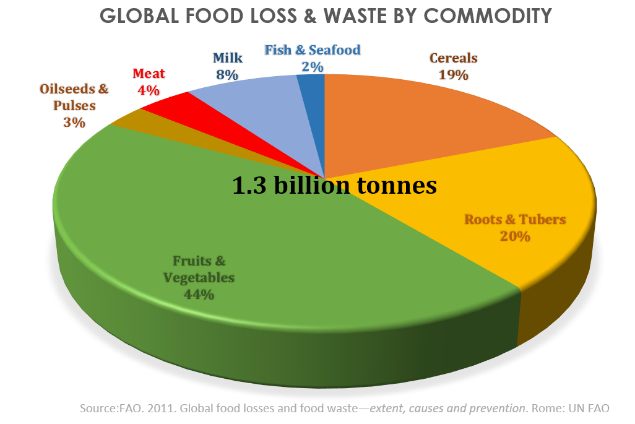 GLOBAL FOOD LOSS & WASTE BY COMMODITY
Fish & Seafood
2%
Milk
8%
Cereals
19%
Meat
4%
Oilseeds &
Pulses
3%
1.3 billion tonnes
Roots & Tubers
20%
Fruits &
Vegetables
44%
Source:FAO. 2011. Global food losses and food waste—extent, causes and prevention. Rome: UN FAO